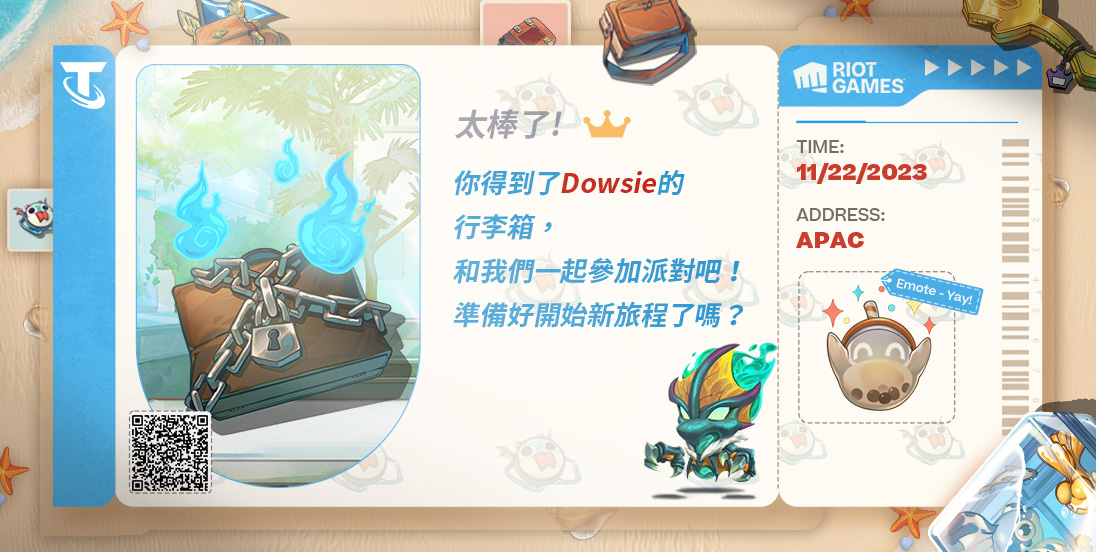 太棒了!
你得到了Dowsie的
行李箱，
和我們一起參加派對吧！
準備好開始新旅程了嗎？
RIOT
GAMES
TIME:
11/22/2023
ADDRESS:
APAC
Emote - Yay!